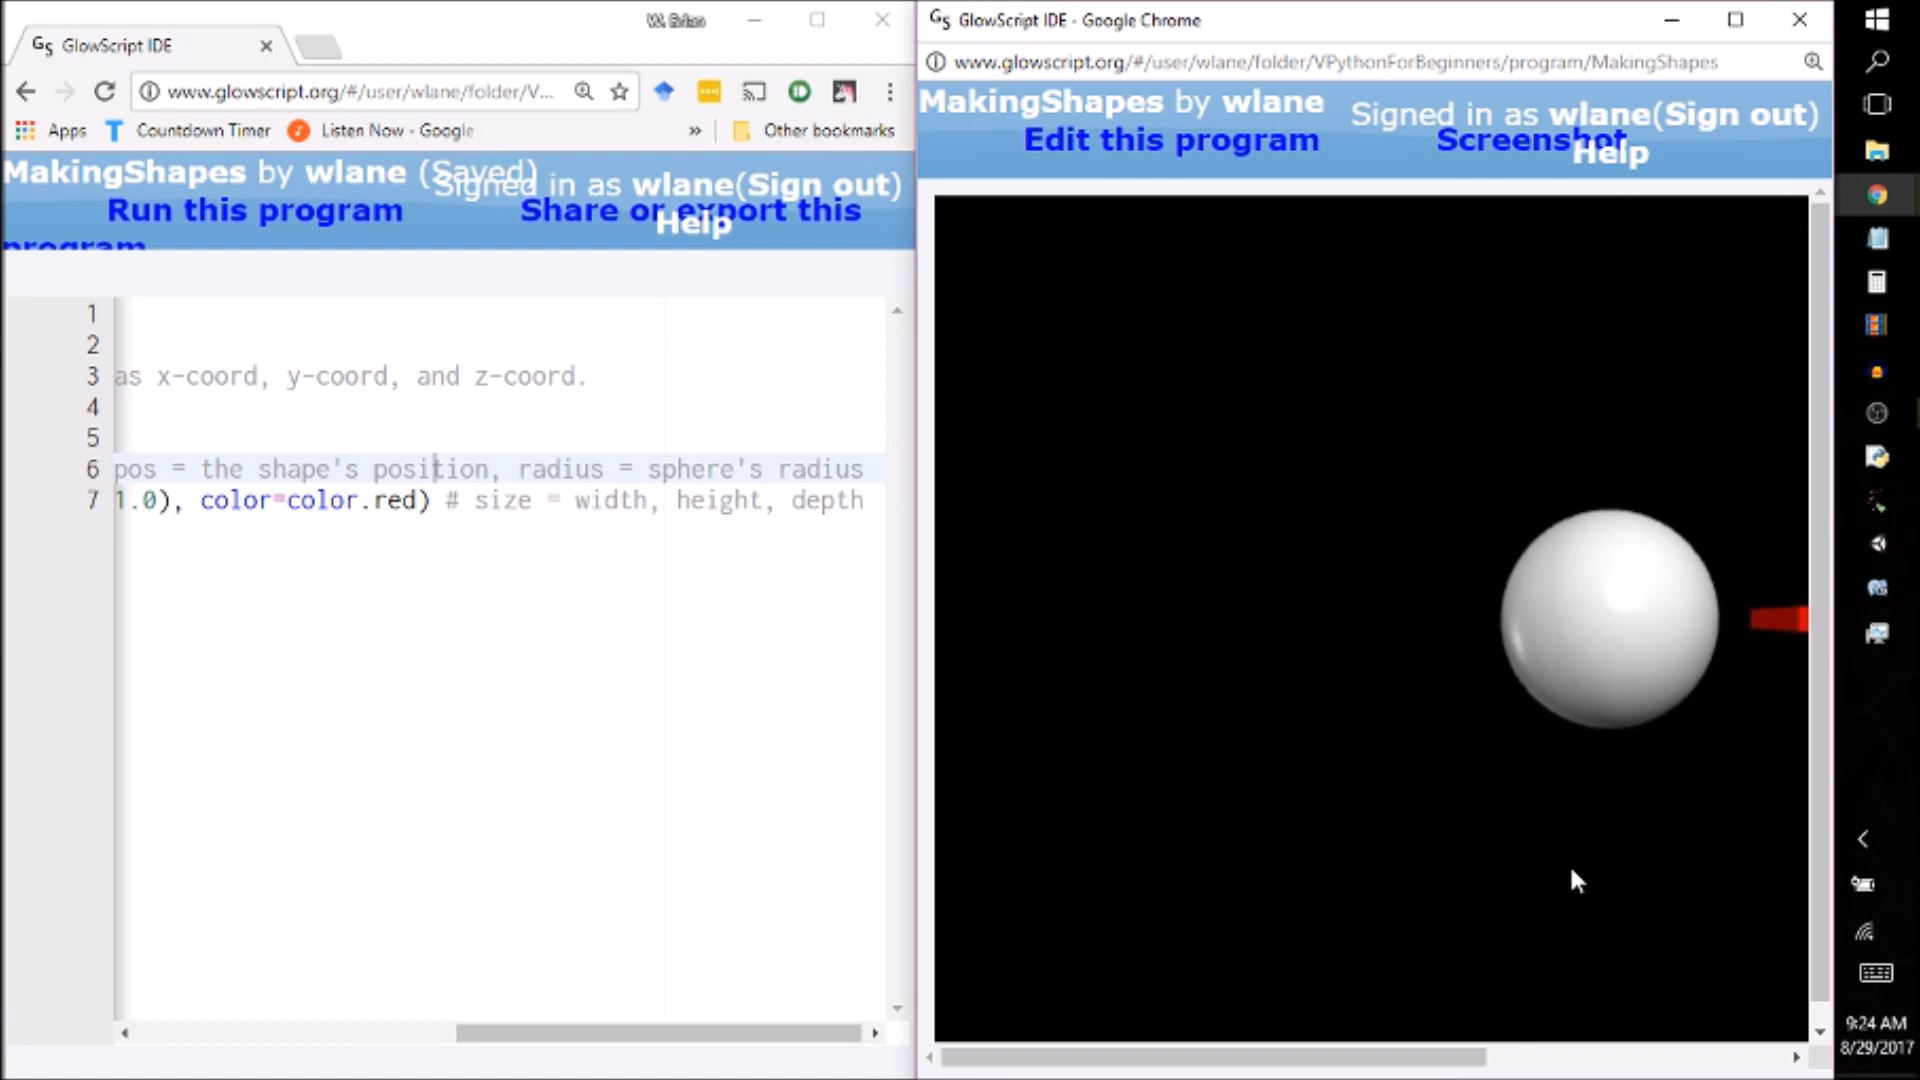 W. Brian
GlowScript IDE
www.glowscript.org/#/user/wlane/folder/V...
Apps
Countdown Timer
Listen Now - Google
»
Other bookmarks
MakingShapes by wlane (Saved)
Signed in as wlane(Sign out)
Run this program
Share or export this
Help
program
1
2
3 as x-coord, y-coord, and z-coord.
4
5
6 pos = the shape's position, radius = sphere's radius
7 1.0), color=color.red) # size = width, height, depth
GlowScript IDE - Google Chrome
www.glowscript.org/#/user/wlane/folder/VPythonForBeginners/program/MakingShapes
MakingShapes by wlane
Signed in as wlane(Sign out)
Edit this program
Screenshot
Help
9:24 AM
8/29/2017